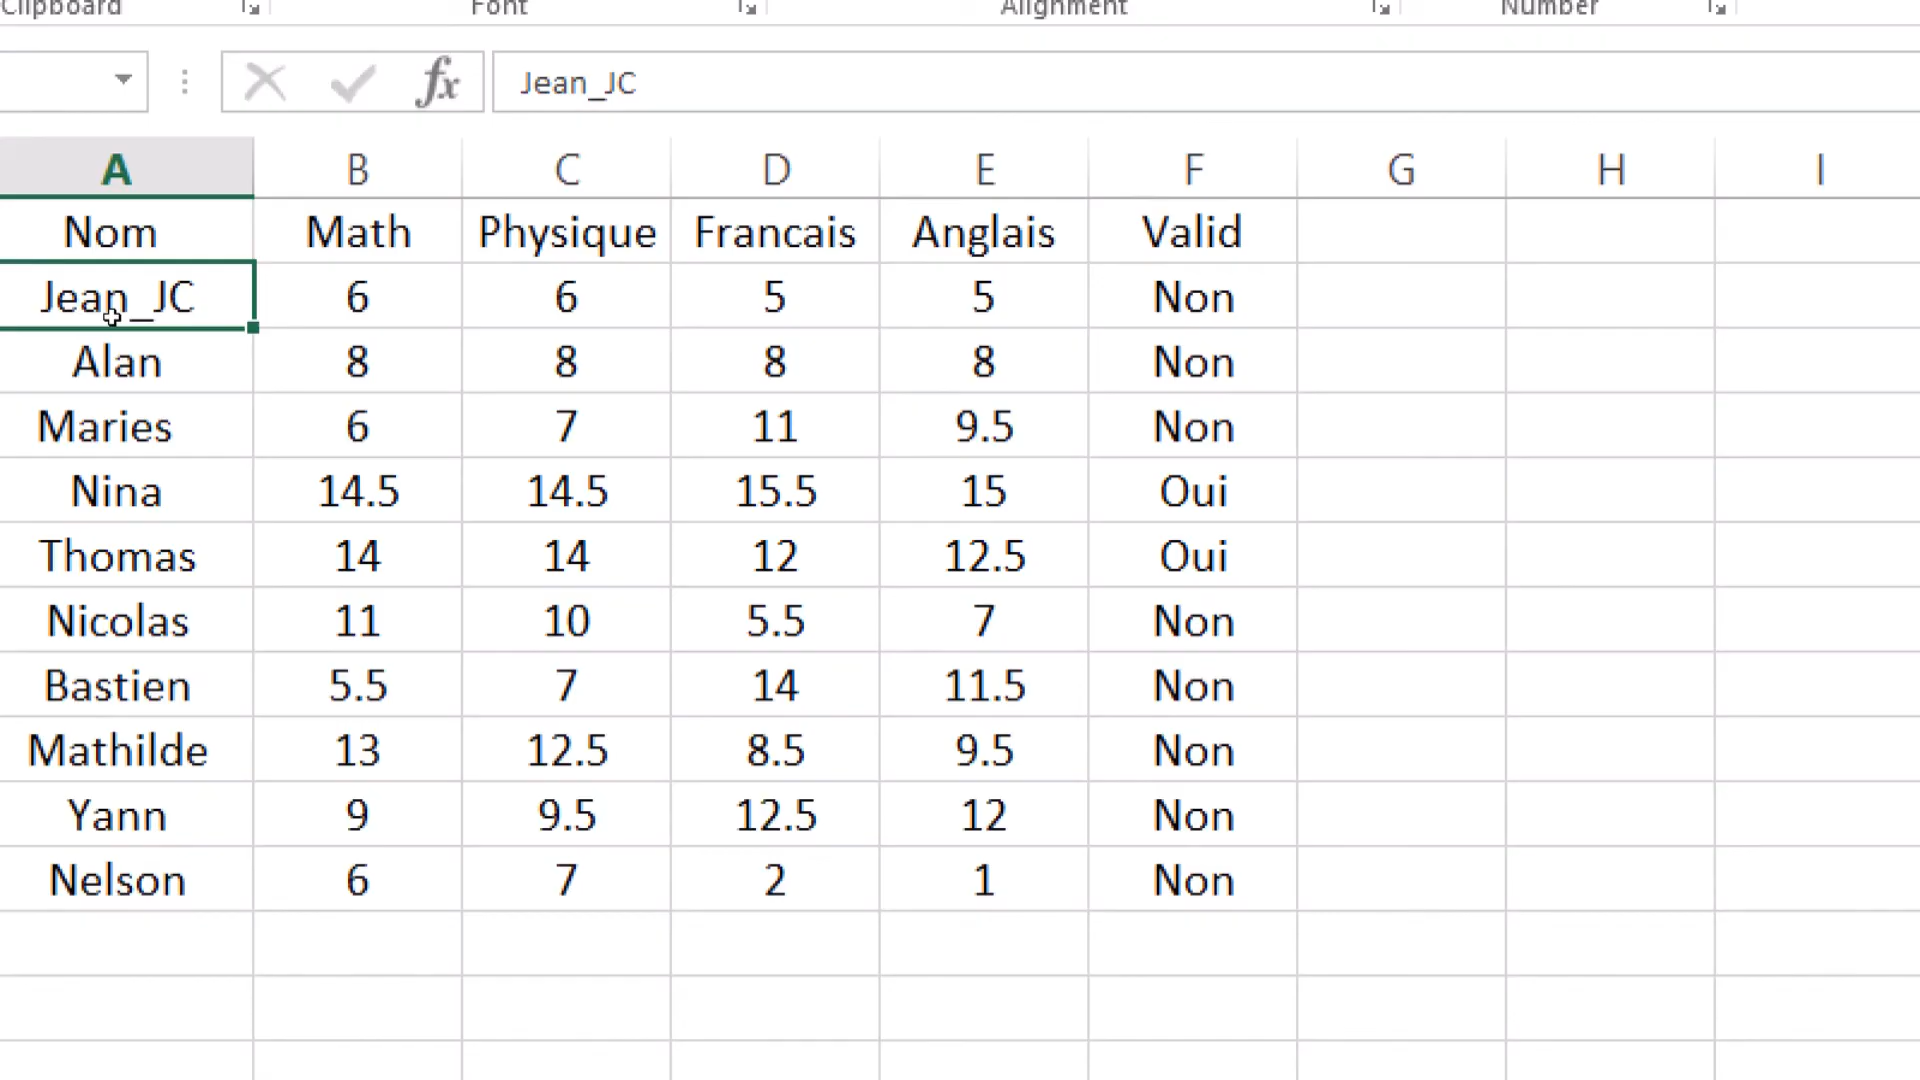 Clipboard Font Alignment Number
fx Jean_JC
A B C D E F G H I
Nom Math Physique Francais Anglais Valid
Jean_JC 6 6 5 5 Non
Alan 8 8 8 8 Non
Maries 6 7 11 9.5 Non
Nina 14.5 14.5 15.5 15 Oui
Thomas 14 14 12 12.5 Oui
Nicolas 11 10 5.5 7 Non
Bastien 5.5 7 14 11.5 Non
Mathilde 13 12.5 8.5 9.5 Non
Yann 9 9.5 12.5 12 Non
Nelson 6 7 2 1 Non